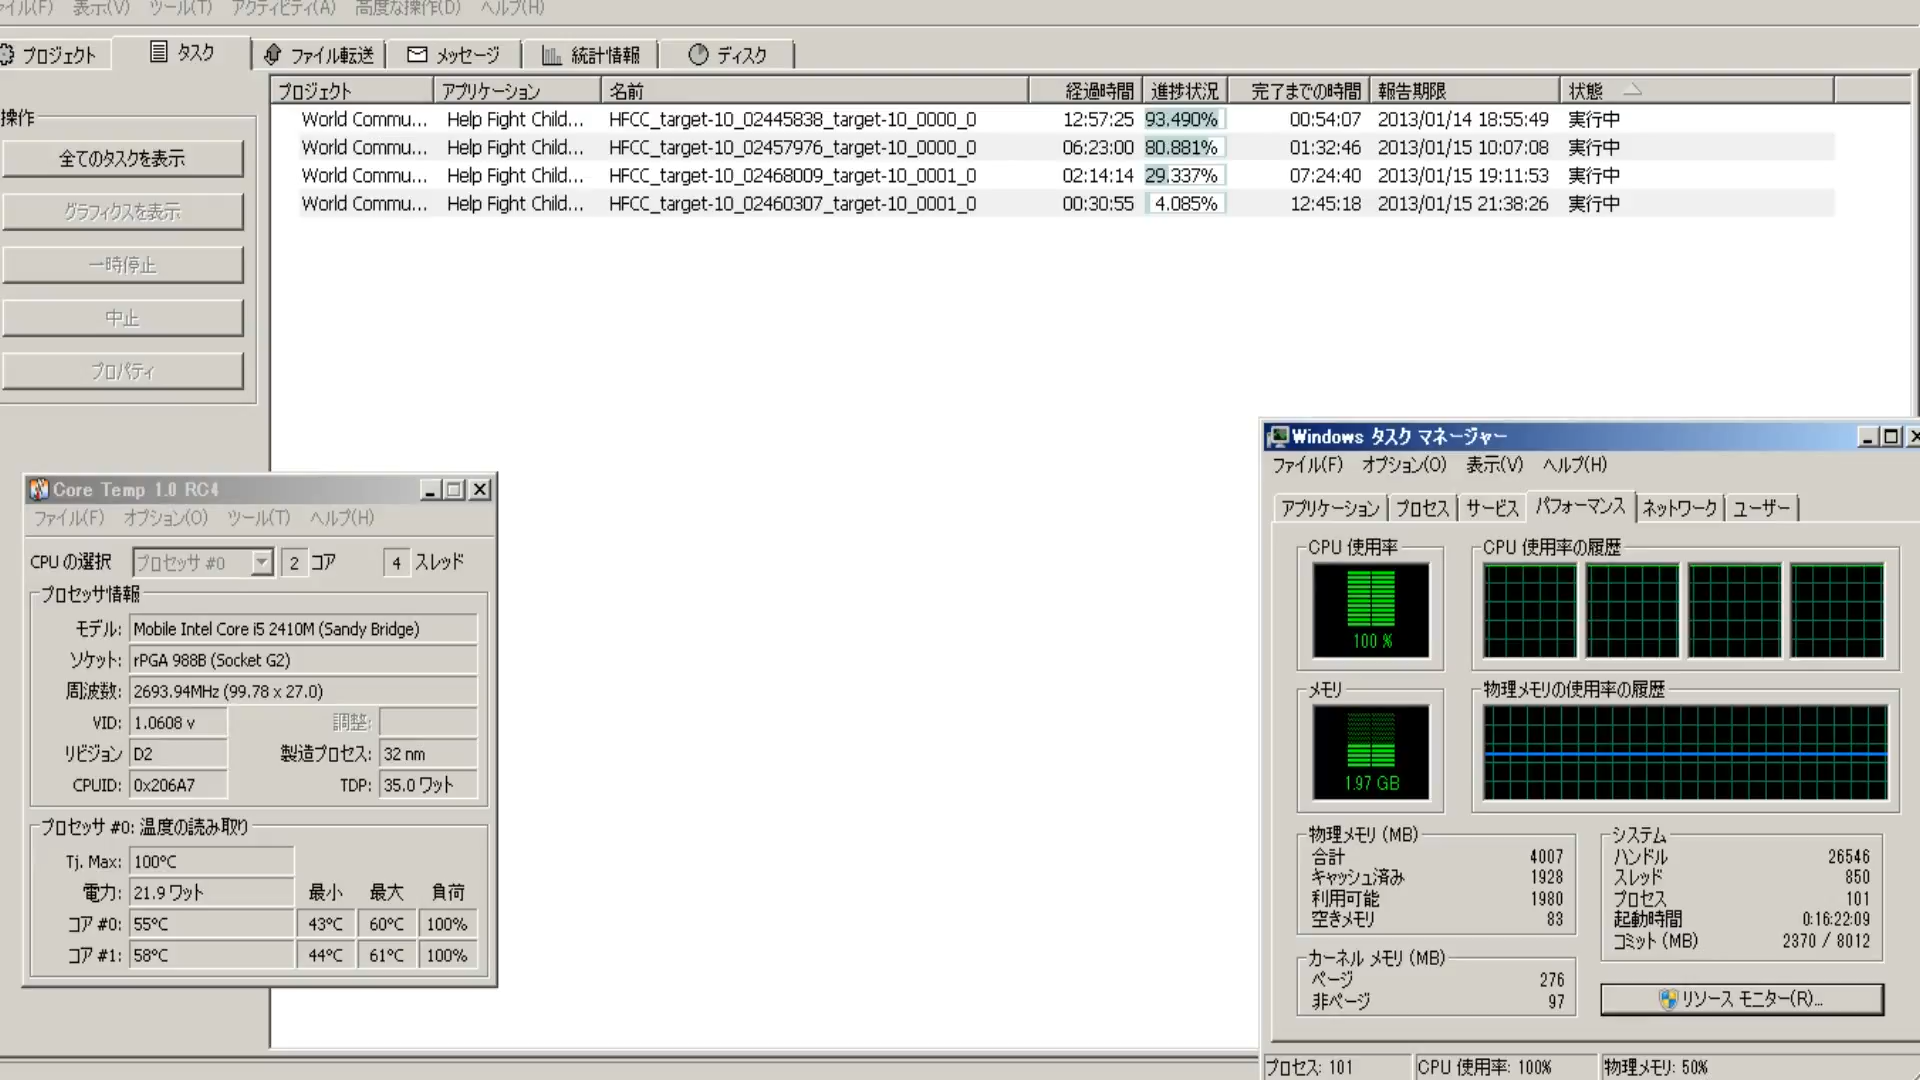 ァイル(F) 表示(V) ツール(T) アクティビティ(A) 高度な操作(D) ヘルプ(H)
プロジェクト タスク ファイル転送 メッセージ 統計情報 ディスク
操作
全てのタスクを表示
グラフィクスを表示
一時停止
中止
プロパティ
プロジェクト アプリケーション 名前 経過時間 進捗状況 完了までの時間 報告期限 状態
World Commu... Help Fight Child... HFCC_target-10_02445838_target-10_0000_0 12:57:25 93.490% 00:54:07 2013/01/14 18:55:49 実行中
World Commu... Help Fight Child... HFCC_target-10_02457976_target-10_0000_0 06:23:00 80.881% 01:32:46 2013/01/15 10:07:08 実行中
World Commu... Help Fight Child... HFCC_target-10_02468009_target-10_0001_0 02:14:14 29.337% 07:24:40 2013/01/15 19:11:53 実行中
World Commu... Help Fight Child... HFCC_target-10_02460307_target-10_0001_0 00:30:55 4.085% 12:45:18 2013/01/15 21:38:26 実行中
Core Temp 1.0 RC4
ファイル(F) オプション(O) ツール(T) ヘルプ(H)
CPU の選択 プロセッサ #0 2 コア 4 スレッド
プロセッサ情報
モデル: Mobile Intel Core i5 2410M (Sandy Bridge)
ソケット: rPGA 988B (Socket G2)
周波数: 2693.94MHz (99.78 x 27.0)
VID: 1.0608 v 調整:
リビジョン D2 製造プロセス: 32 nm
CPUID: 0x206A7 TDP: 35.0 ワット
プロセッサ #0: 温度の読み取り
Tj. Max: 100°C
電力: 21.9 ワット 最小 最大 負荷
コア #0: 55°C 43°C 60°C 100%
コア #1: 58°C 44°C 61°C 100%
Windows タスク マネージャー
ファイル(F) オプション(O) 表示(V) ヘルプ(H)
アプリケーション プロセス サービス パフォーマンス ネットワーク ユーザー
CPU 使用率 CPU 使用率の履歴
100 %
メモリ 物理メモリの使用率の履歴
1.97 GB
物理メモリ (MB)
合計 4007
キャッシュ済み 1928
利用可能 1980
空きメモリ 83
カーネル メモリ (MB)
ページ 276
非ページ 97
システム
ハンドル 26546
スレッド 850
プロセス 101
起動時間 0:16:22:09
コミット (MB) 2370 / 8012
リソース モニター(R)...
プロセス: 101 CPU 使用率: 100% 物理メモリ: 50%